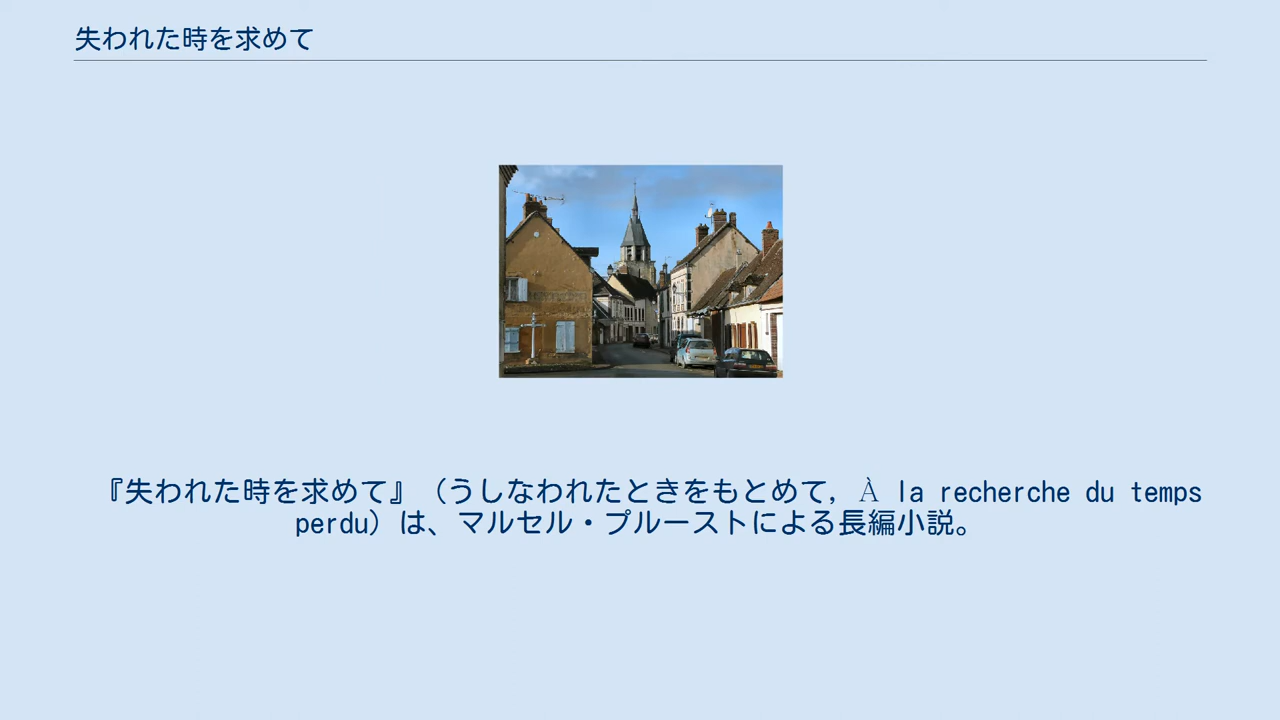 失われた時を求めて
『失われた時を求めて』（うしなわれたときをもとめて, À la recherche du temps
perdu）は、マルセル・プルーストによる長編小説。